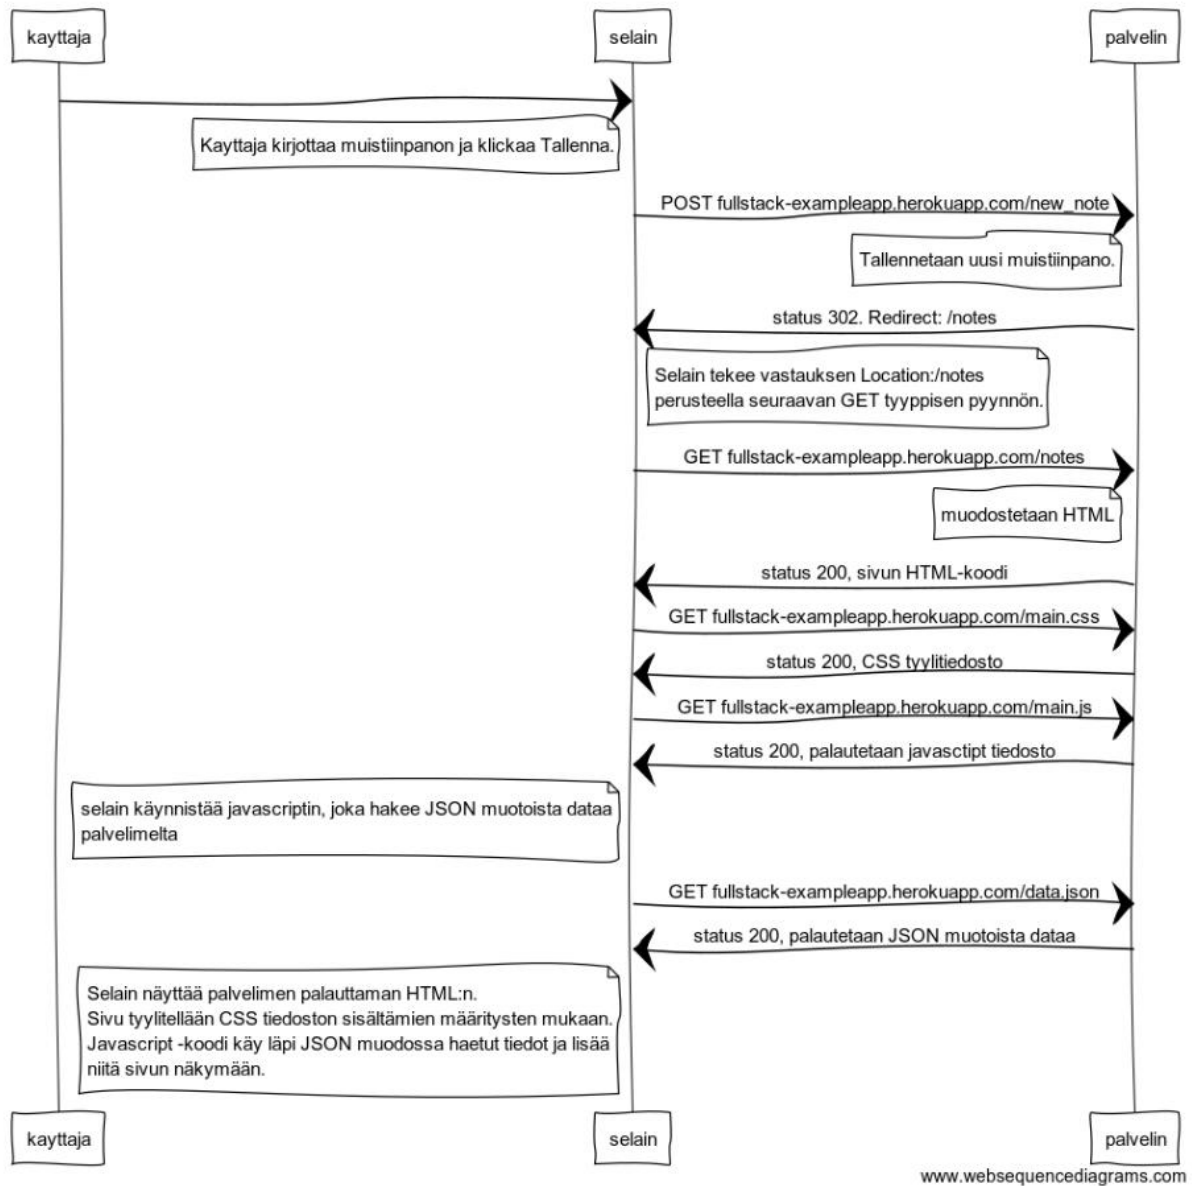 kayttaja
selain
palvelin
Kayttaja kirjottaa muistiinpanon ja klickaa Tallenna.
POST fullstack-exampleapp.herokuapp.com/new_note
Tallennetaan uusi muistiinpano.
status 302. Redirect: /notes
Selain tekee vastauksen Location:/notes
perusteella seuraavan GET tyyppisen pyynnön.
GET fullstack-exampleapp.herokuapp.com/notes
muodostetaan HTML
status 200, sivun HTML-koodi
GET fullstack-exampleapp.herokuapp.com/main.css
status 200, CSS tyylitiedosto
GET fullstack-exampleapp.herokuapp.com/main.js
status 200, palautetaan javasctipt tiedosto
selain käynnistää javascriptin, joka hakee JSON muotoista dataa
palvelimelta
GET fullstack-exampleapp.herokuapp.com/data.json
status 200, palautetaan JSON muotoista dataa
Selain näyttää palvelimen palauttaman HTML:n.
Sivu tyylitellään CSS tiedoston sisältämien määritysten mukaan.
Javascript -koodi käy läpi JSON muodossa haetut tiedot ja lisää
niitä sivun näkymään.
kayttaja
selain
palvelin
www.websequencediagrams.com